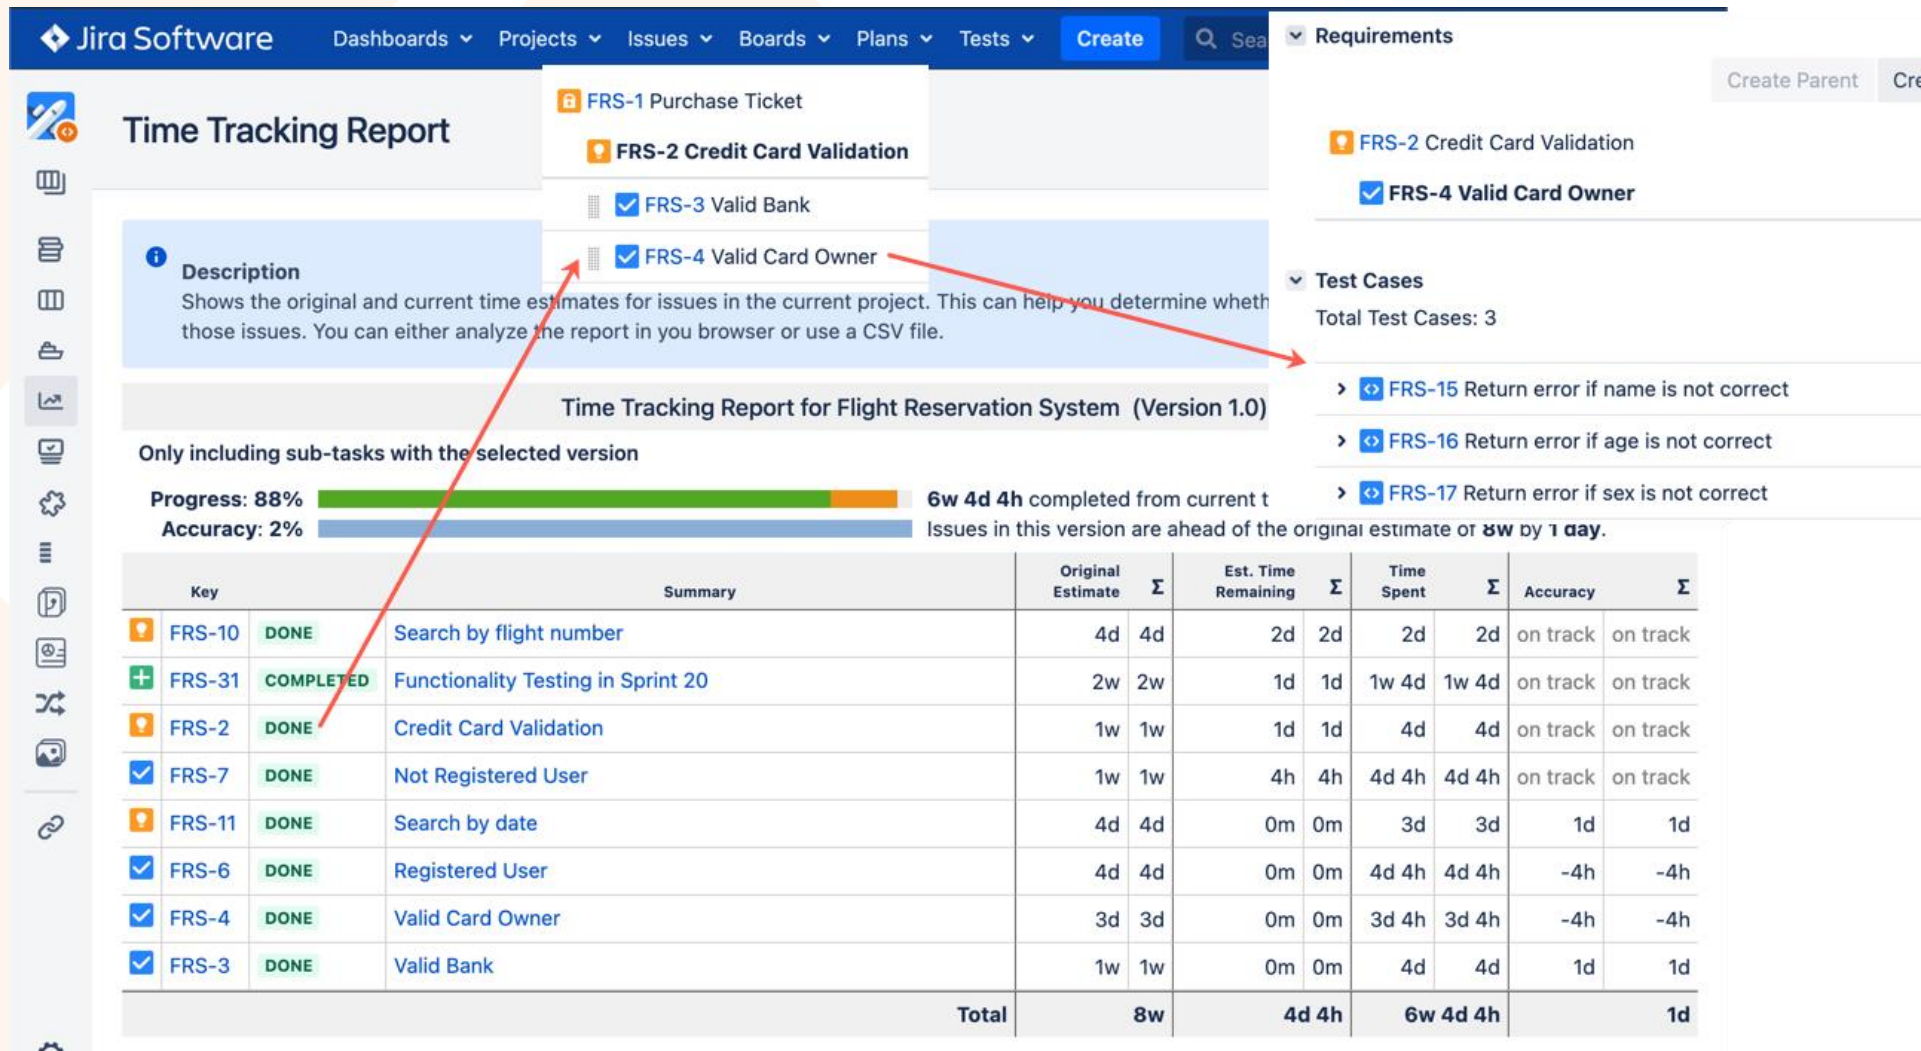 Jira Software Dashboards Projects Issues Boards Plans Tests Create Sea
Time Tracking Report
FRS-1 Purchase Ticket
FRS-2 Credit Card Validation
FRS-3 Valid Bank
FRS-4 Valid Card Owner
Requirements
Create Parent Cre
FRS-2 Credit Card Validation
FRS-4 Valid Card Owner
Test Cases
Total Test Cases: 3
FRS-15 Return error if name is not correct
FRS-16 Return error if age is not correct
FRS-17 Return error if sex is not correct
Description
Shows the original and current time estimates for issues in the current project. This can help you determine wheth
those issues. You can either analyze the report in you browser or use a CSV file.
Time Tracking Report for Flight Reservation System (Version 1.0)
Only including sub-tasks with the selected version
Progress: 88% 6w 4d 4h completed from current t
Accuracy: 2% Issues in this version are ahead of the original estimate of 8w by 1 day.
Key Summary Original Estimate Σ Est. Time Remaining Σ Time Spent Σ Accuracy Σ
FRS-10 DONE Search by flight number 4d 4d 2d 2d 2d 2d on track on track
FRS-31 COMPLETED Functionality Testing in Sprint 20 2w 2w 1d 1d 1w 4d 1w 4d on track on track
FRS-2 DONE Credit Card Validation 1w 1w 1d 1d 4d 4d on track on track
FRS-7 DONE Not Registered User 1w 1w 4h 4h 4d 4h 4d 4h on track on track
FRS-11 DONE Search by date 4d 4d 0m 0m 3d 3d 1d 1d
FRS-6 DONE Registered User 4d 4d 0m 0m 4d 4h 4d 4h -4h -4h
FRS-4 DONE Valid Card Owner 3d 3d 0m 0m 3d 4h 3d 4h -4h -4h
FRS-3 DONE Valid Bank 1w 1w 0m 0m 4d 4d 1d 1d
Total 8w 4d 4h 6w 4d 4h 1d